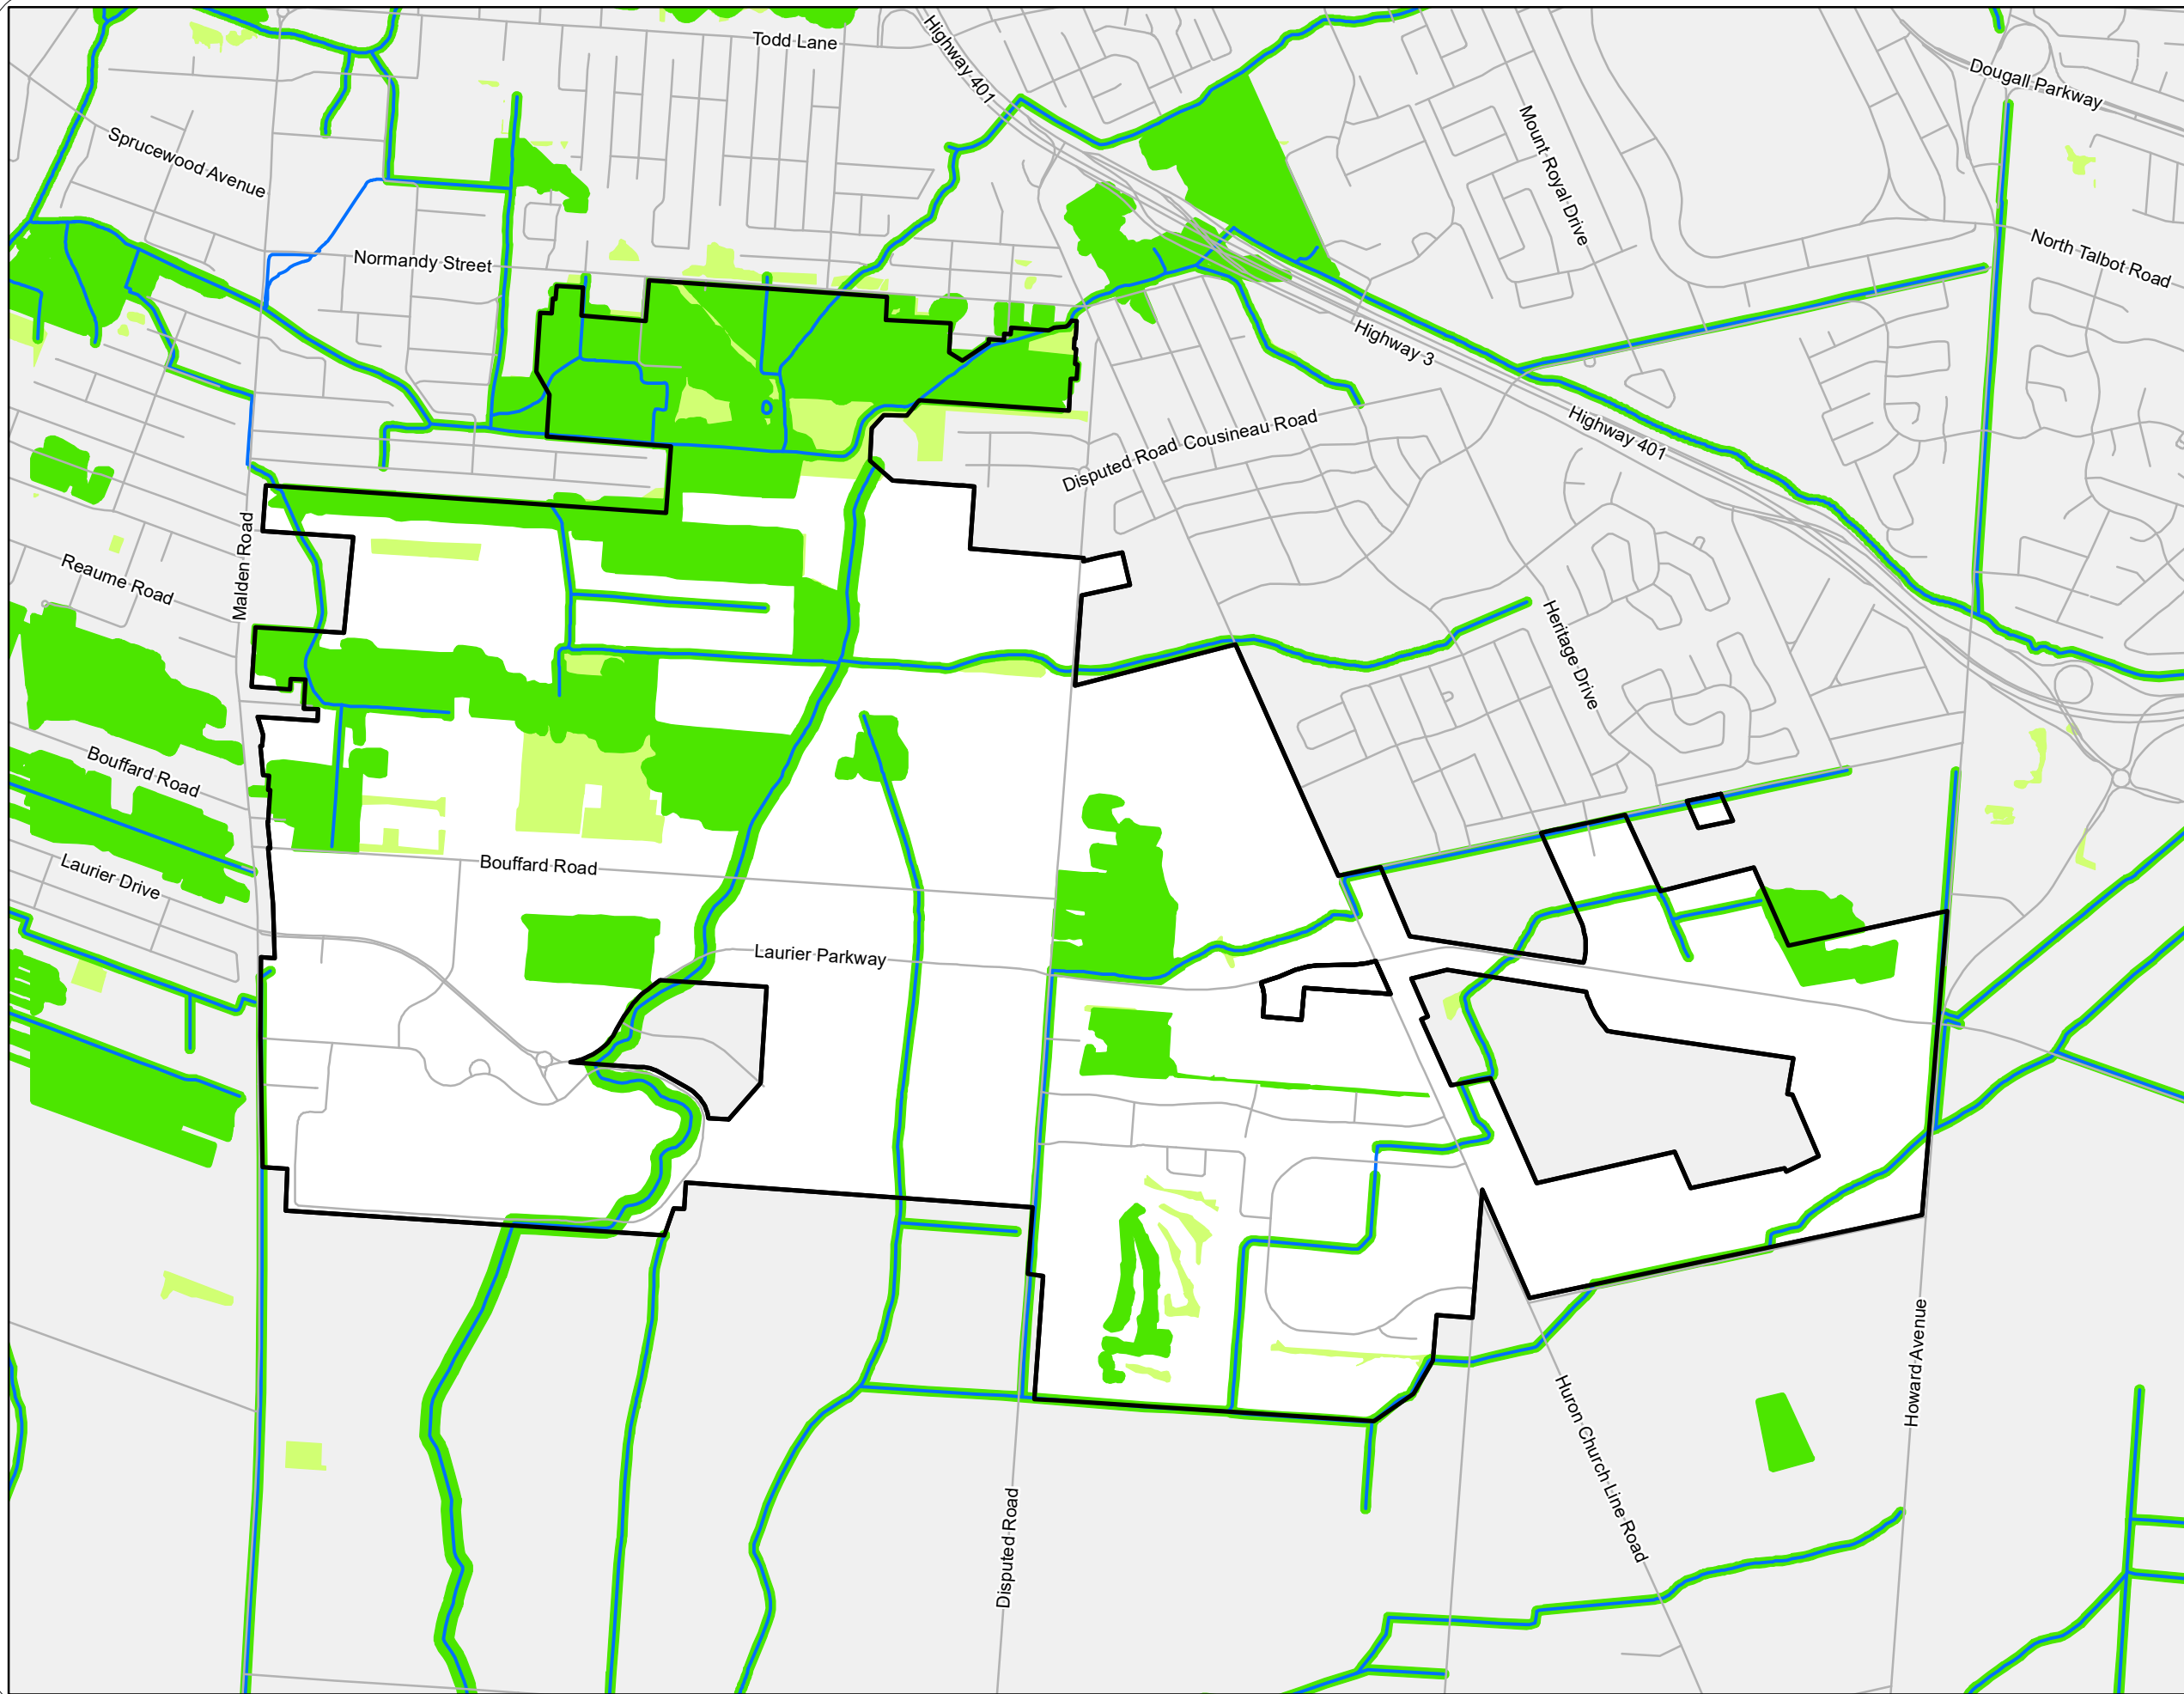 Todd Lane
Highway 401
Dougall Parkway
Sprucewood Avenue
Mount Royal Drive
Normandy Street
North Talbot Road
Highway 3
Highway 401
Disputed Road
Cousineau Road
Malden Road
Reaume Road
Heritage Drive
Bouffard Road
Bouffard Road
Laurier Drive
Laurier Parkway
Howard Avenue
Huron Church Line Road
Disputed Road